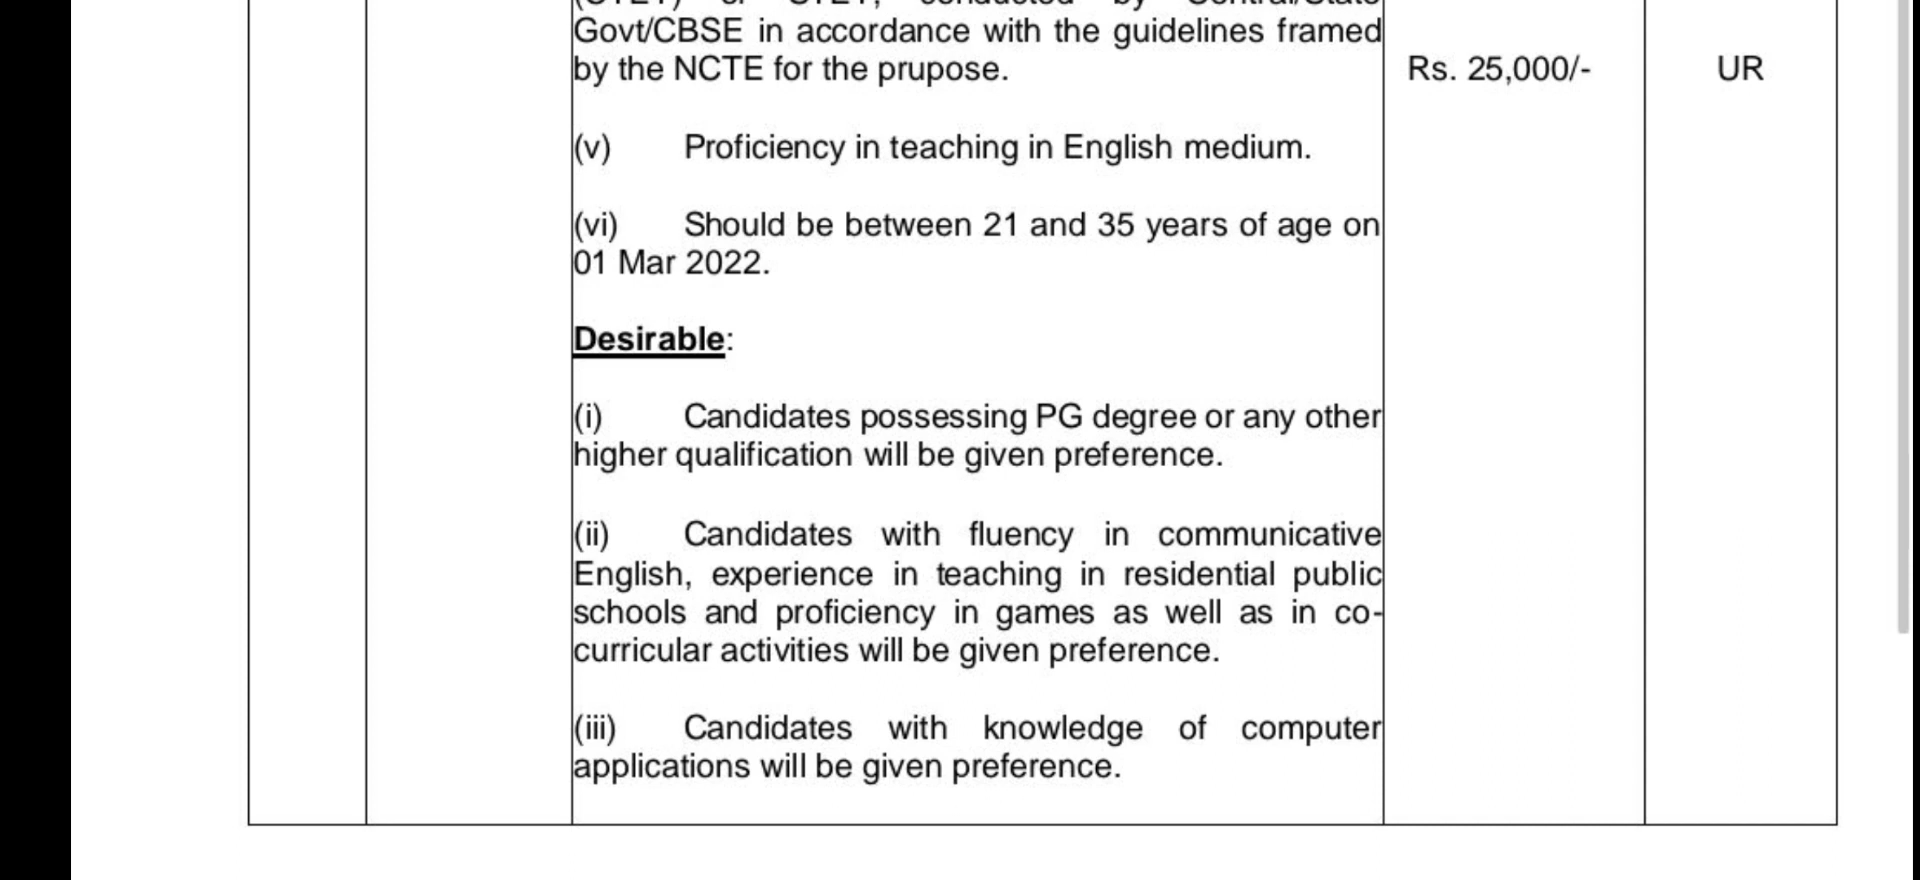 Govt/CBSE in accordance with the guidelines framed
by the NCTE for the prupose.
Rs. 25,000/-
UR
(v) Proficiency in teaching in English medium.
(vi) Should be between 21 and 35 years of age on
01 Mar 2022.
Desirable:
(i) Candidates possessing PG degree or any other
higher qualification will be given preference.
(ii) Candidates with fluency in communicative
English, experience in teaching in residential public
schools and proficiency in games as well as in co-
curricular activities will be given preference.
(iii) Candidates with knowledge of computer
applications will be given preference.